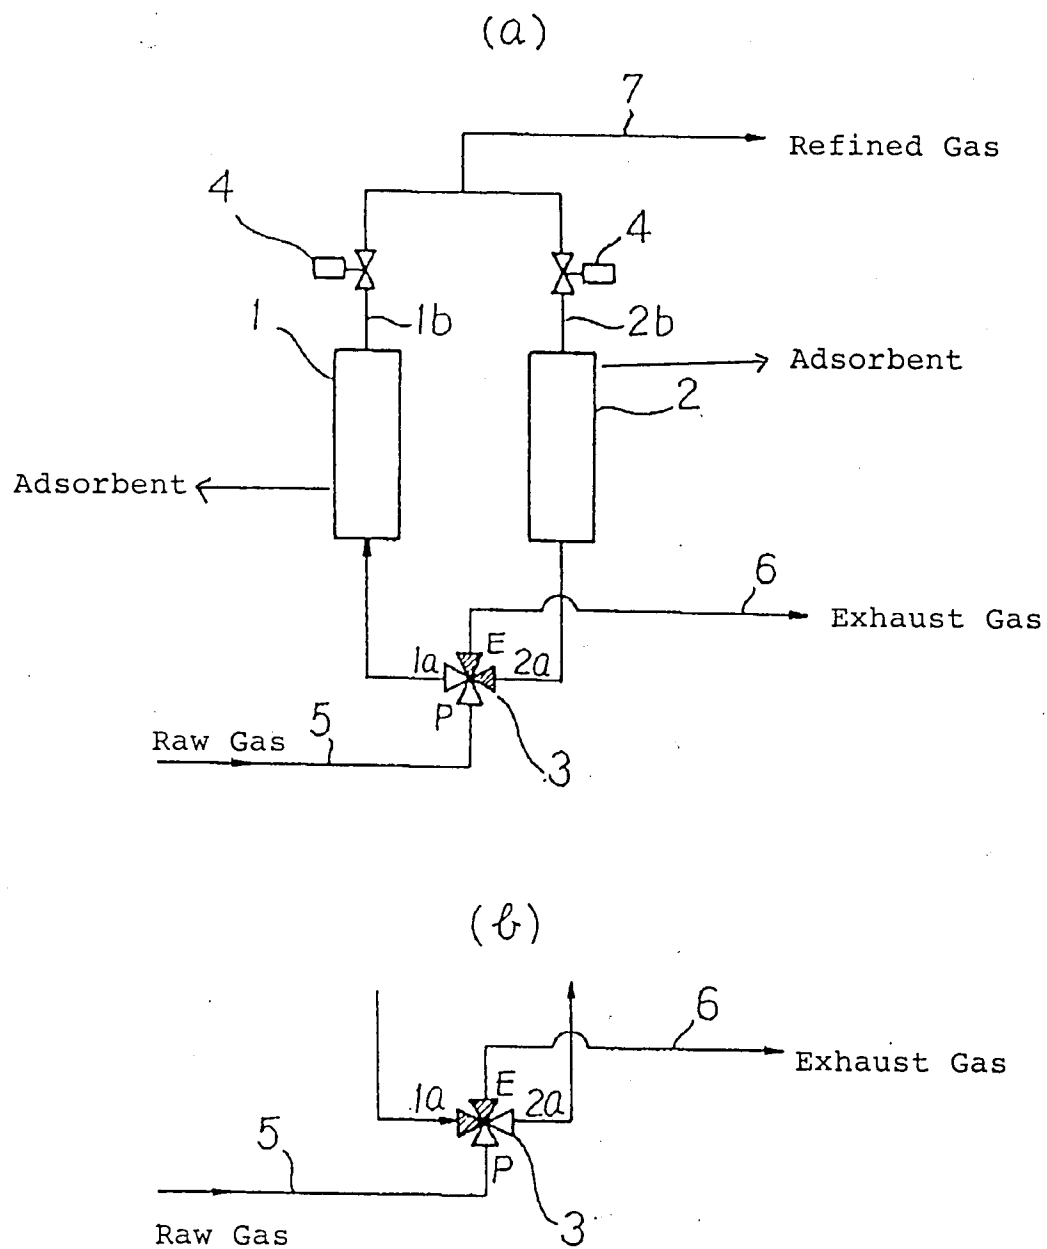 (a)
7
Refined Gas
4
4
1
1b
2b
Adsorbent
2
Adsorbent
6
Exhaust Gas
E
1a
2a
P
5
Raw Gas
3
(b)
6
Exhaust Gas
E
1a
2a
5
P
3
Raw Gas